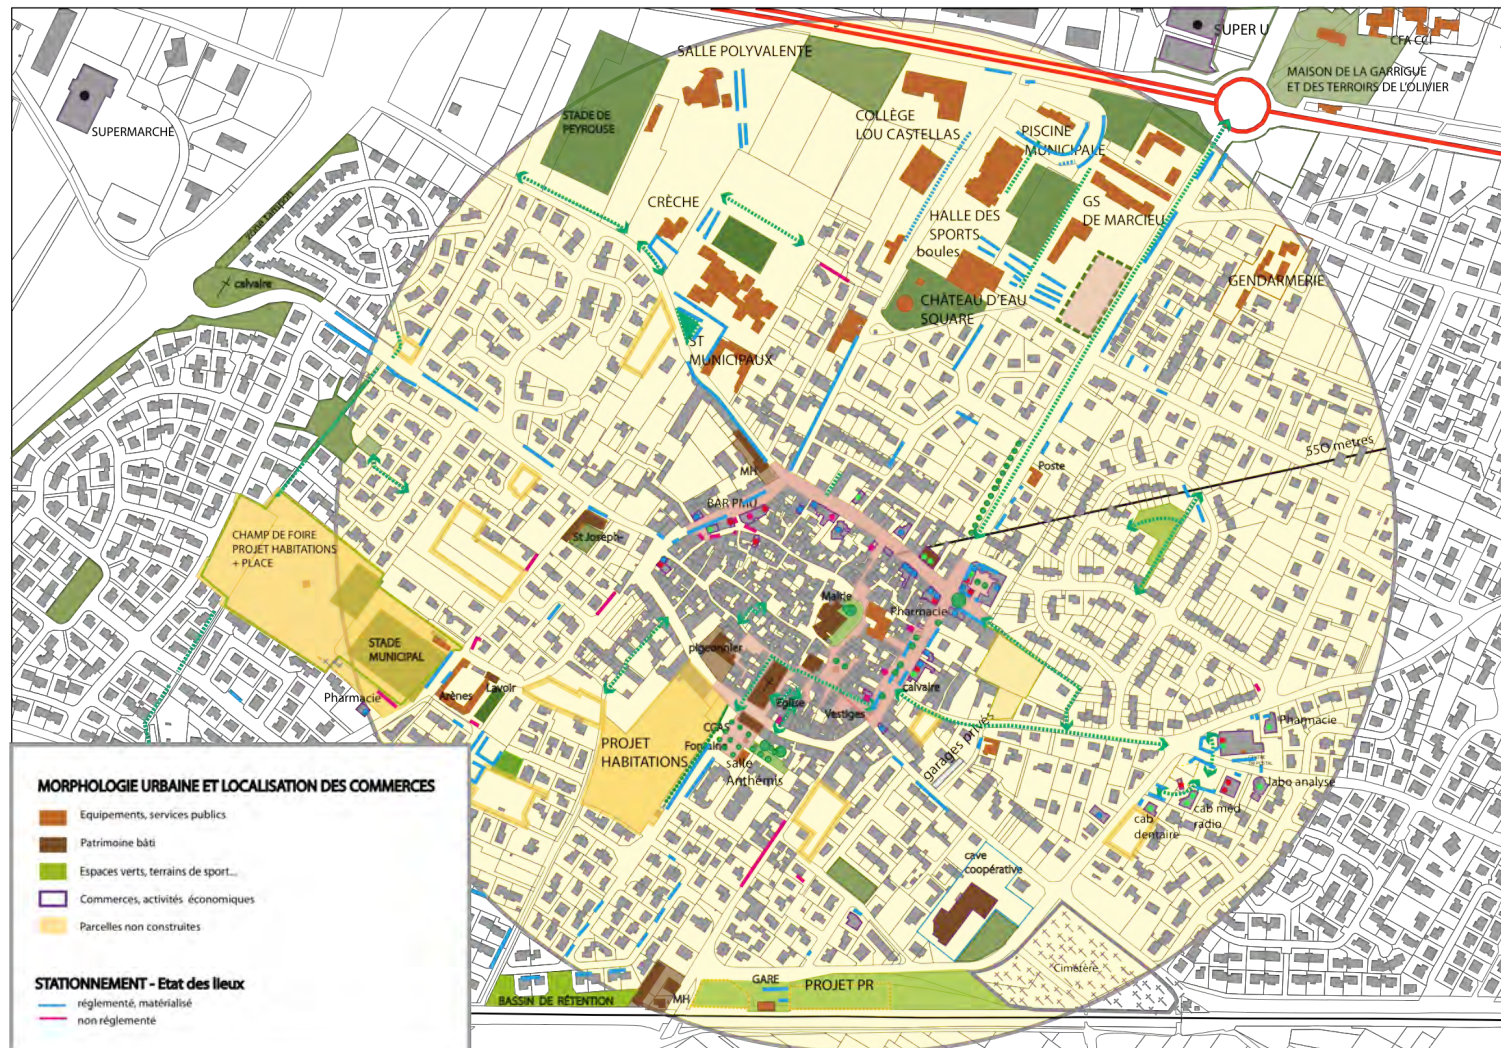 SUPER U
CFA CCI
SALLE POLYVALENTE
MAISON DE LA GARRIGUE
ET DES TERROIRS DE L'OLIVIER
STADE DE
PEYROUSE
COLLÈGE
LOU CASTELLAS
PISCINE
MUNICIPALE
SUPERMARCHÉ
CRÈCHE
GS
DE MARCIEU
HALLE DES
SPORTS
boules
zone tampon
calvaire
GENDARMERIE
CHÂTEAU D'EAU
SQUARE
ST
MUNICIPAUX
550 mètres
MH
Poste
BAR PMU
CHAMP DE FOIRE
PROJET HABITATIONS
+ PLACE
St Joseph
Mairie
Pharmacie
STADE
MUNICIPAL
pigeonnier
Pharmacie
Arènes
Lavoir
calvaire
Eglise
Vestiges
CCAS
Fontaine
garages privés
Pharmacie
PROJET
HABITATIONS
salle
Anthémis
labo analyse
cab méd
radio
cab
dentaire
cave
coopérative
Cimetère
GARE
PROJET PR
MH
BASSIN DE RÉTENTION
MORPHOLOGIE URBAINE ET LOCALISATION DES COMMERCES
Equipements, services publics
Patrimoine bâti
Espaces verts, terrains de sport...
Commerces, activités économiques
Parcelles non construites
STATIONNEMENT - Etat des lieux
réglementé, matérialisé
non réglementé